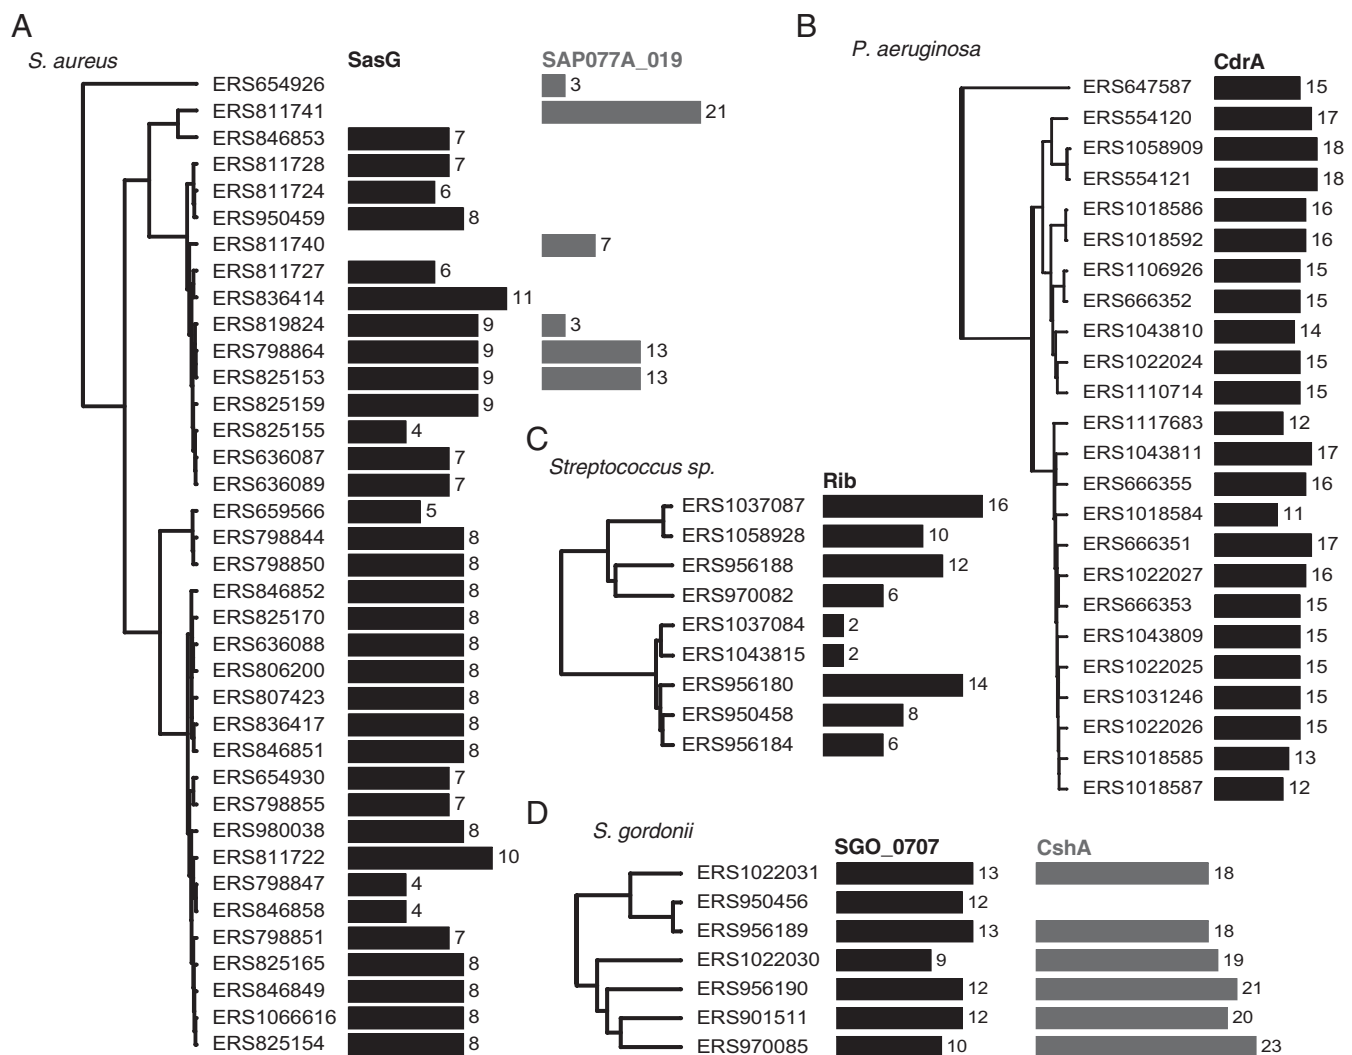 A
S. aureus
SasG
SAP077A_019
ERS654926 3
ERS811741 21
ERS846853 7
ERS811728 7
ERS811724 6
ERS950459 8
ERS811740 7
ERS811727 6
ERS836414 11
ERS819824 9 3
ERS798864 9 13
ERS825153 9 13
ERS825159 9
ERS825155 4
ERS636087 7
ERS636089 7
ERS659566 5
ERS798844 8
ERS798850 8
ERS846852 8
ERS825170 8
ERS636088 8
ERS806200 8
ERS807423 8
ERS836417 8
ERS846851 8
ERS654930 7
ERS798855 7
ERS980038 8
ERS811722 10
ERS798847 4
ERS846858 4
ERS798851 7
ERS825165 8
ERS846849 8
ERS1066616 8
ERS825154 8
B
P. aeruginosa
CdrA
ERS647587 15
ERS554120 17
ERS1058909 18
ERS554121 18
ERS1018586 16
ERS1018592 16
ERS1106926 15
ERS666352 15
ERS1043810 14
ERS1022024 15
ERS1110714 15
ERS1117683 12
ERS1043811 17
ERS666355 16
ERS1018584 11
ERS666351 17
ERS1022027 16
ERS666353 15
ERS1043809 15
ERS1022025 15
ERS1031246 15
ERS1022026 15
ERS1018585 13
ERS1018587 12
C
Streptococcus sp.
Rib
ERS1037087 16
ERS1058928 10
ERS956188 12
ERS970082 6
ERS1037084 2
ERS1043815 2
ERS956180 14
ERS950458 8
ERS956184 6
D
S. gordonii
SGO_0707
CshA
ERS1022031 13 18
ERS950456 12
ERS956189 13 18
ERS1022030 9 19
ERS956190 12 21
ERS901511 12 20
ERS970085 10 23